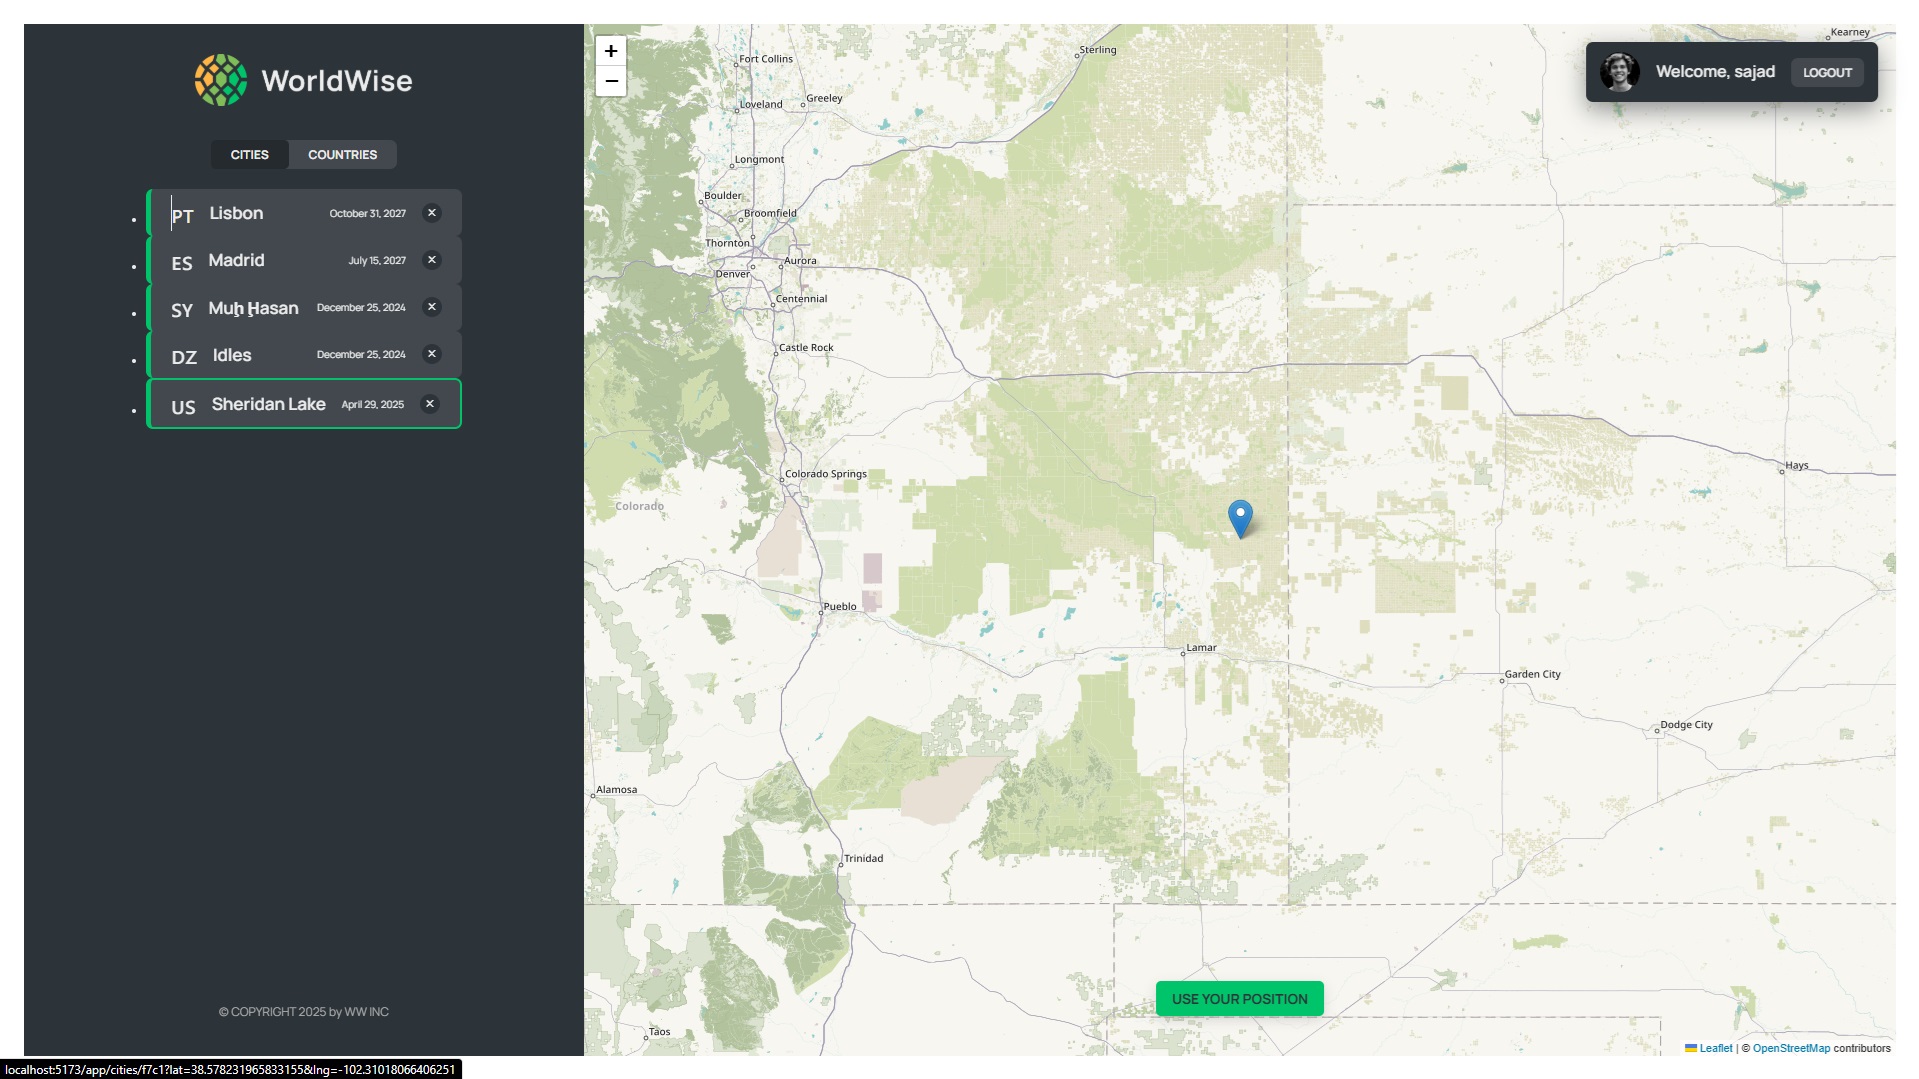 WorldWise
CITIES
COUNTRIES
PT Lisbon October 31, 2027 ×
ES Madrid July 15, 2027 ×
SY Muḩ Ḩasan December 25, 2024 ×
DZ Idles December 25, 2024 ×
US Sheridan Lake April 29, 2025 ×
© COPYRIGHT 2025 by WW INC
localhost:5173/app/cities/f7c1?lat=38.578231965833155&lng=-102.31018066406251
+
−
Welcome, sajad
LOGOUT
Kearney
Sterling
Fort Collins
Greeley
Loveland
Longmont
Boulder
Broomfield
Thornton
Aurora
Denver
Centennial
Castle Rock
Hays
Colorado Springs
Colorado
Pueblo
Lamar
Garden City
Dodge City
Alamosa
Trinidad
Taos
USE YOUR POSITION
Leaflet | © OpenStreetMap contributors